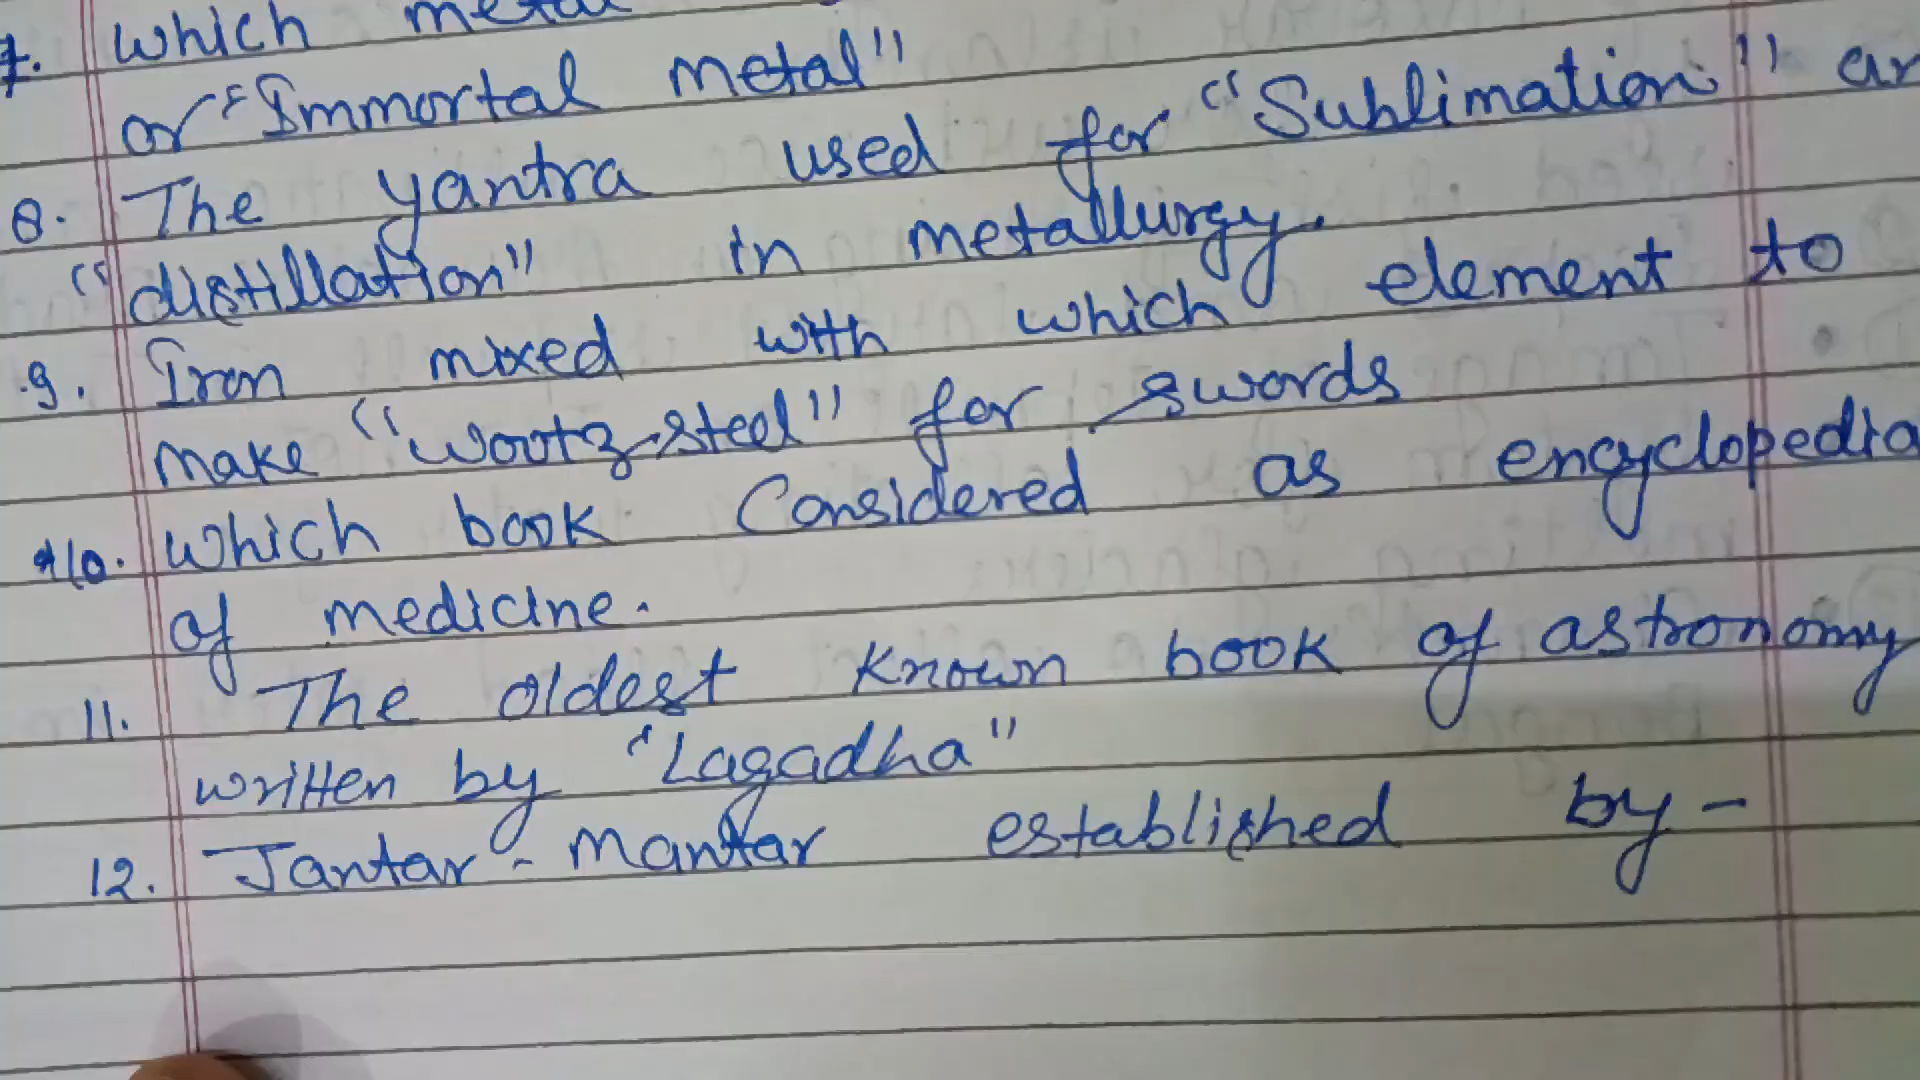 7. Which metal
or "Immortal metal"
8. The yantra used for "Sublimation"
"distillation" in metallurgy.
9. Iron mixed with which element to
make "wootz-steel" for swords
10. Which book Considered as encyclopedia
of medicine.
11. The oldest known book of astronomy
written by "Lagadha"
12. Jantar-Mantar established by-